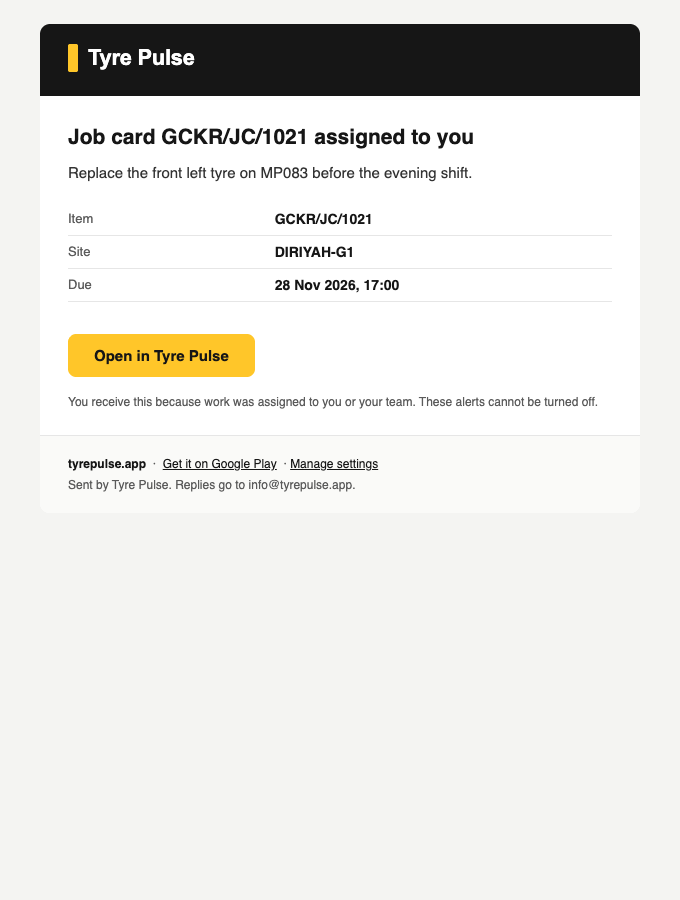 Tyre Pulse
Job card GCKR/JC/1021 assigned to you
Replace the front left tyre on MP083 before the evening shift.
Item GCKR/JC/1021
Site DIRIYAH-G1
Due 28 Nov 2026, 17:00
Open in Tyre Pulse
You receive this because work was assigned to you or your team. These alerts cannot be turned off.
tyrepulse.app · Get it on Google Play · Manage settings
Sent by Tyre Pulse. Replies go to info@tyrepulse.app.